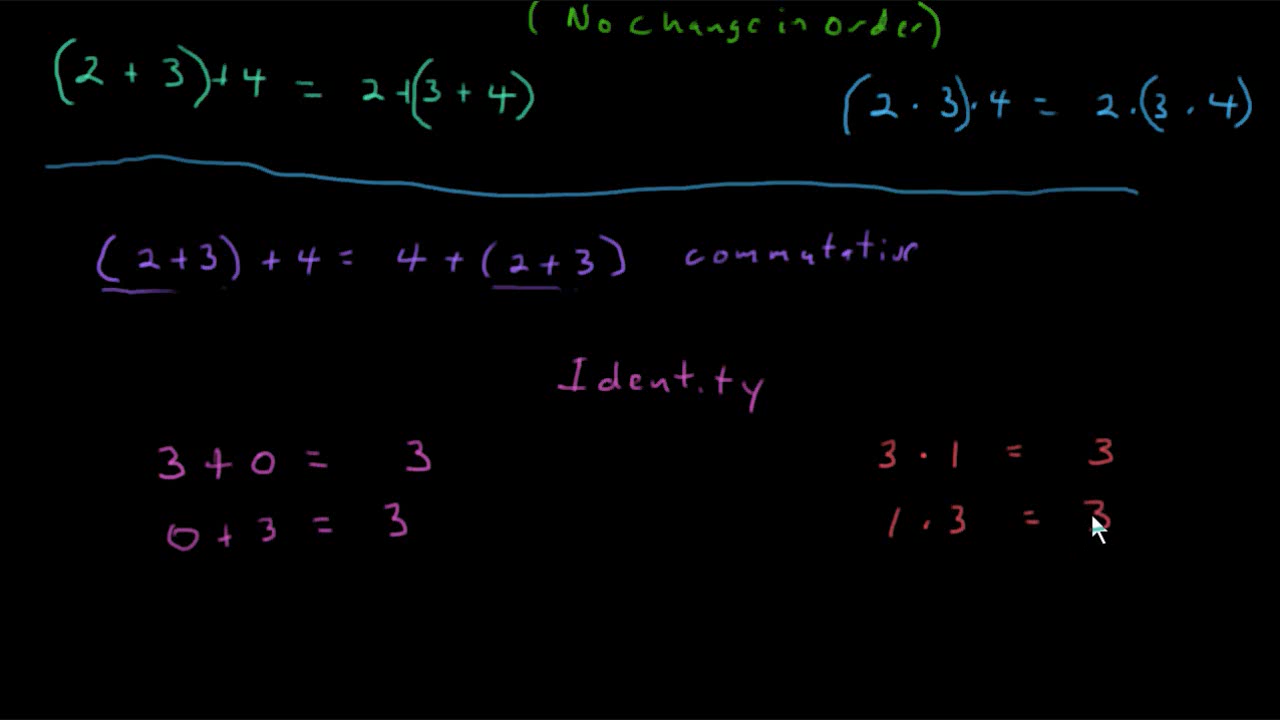 ( No change in order)
(2 + 3)+4 = 2+(3 + 4)
(2 · 3)·4 = 2·(3 · 4)
(2+3) + 4 = 4 + (2+3) commutative
Identity
3 + 0 = 3
3 · 1 = 3
0 + 3 = 3
1 · 3 = 3